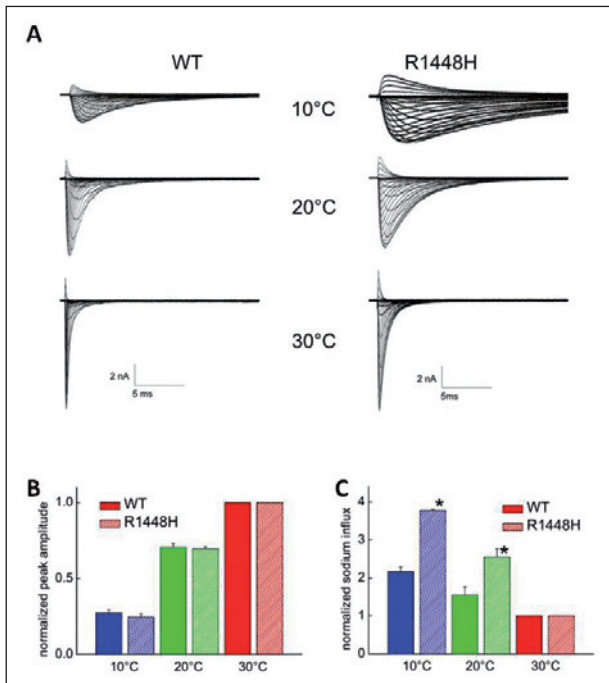 A
WT
R1448H
10°C
20°C
30°C
2 nA
5 ms
2 nA
5ms
B
normalized peak amplitude
1.0
0.5
0.0
WT
R1448H
10°C
20°C
30°C
C
normalized sodium influx
4
3
2
1
0
*
*
WT
R1448H
10°C
20°C
30°C